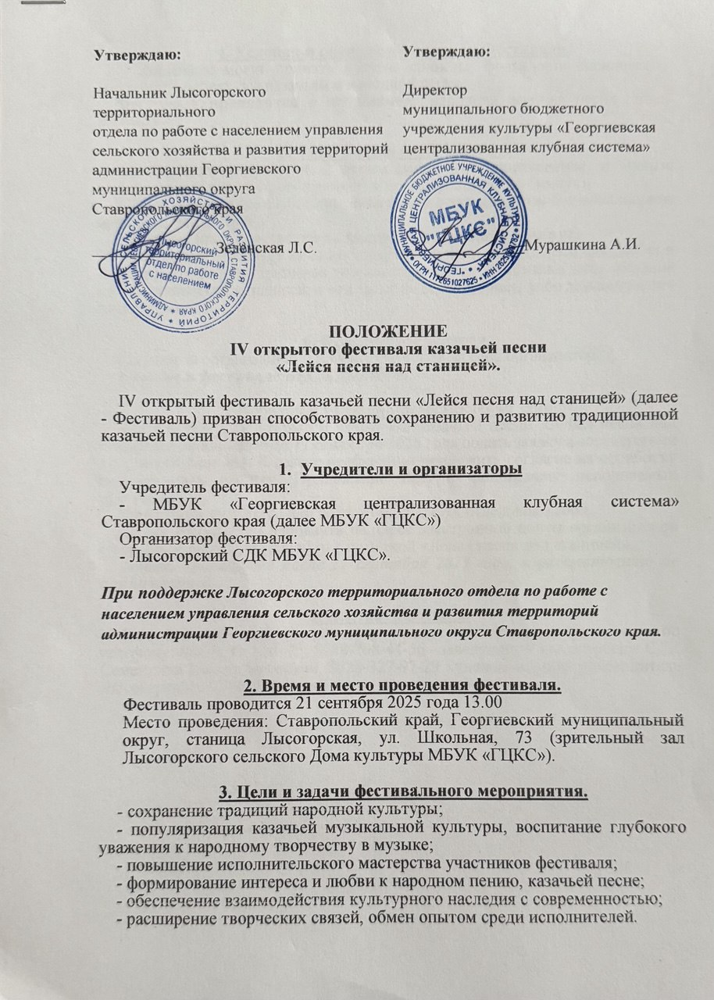 Утверждаю:
Начальник Лысогорского
территориального
отдела по работе с населением управления
сельского хозяйства и развития территорий
администрации Георгиевского
муниципального округа
Ставропольского края
Зеленская Л.С.
Лысогорский
территориальный
отдел по работе
с населением
Утверждаю:
Директор
муниципального бюджетного
учреждения культуры «Георгиевская
централизованная клубная система»
МБУК
"ГЦКС"
Мурашкина А.И.
ПОЛОЖЕНИЕ
IV открытого фестиваля казачьей песни
«Лейся песня над станицей».
IV открытый фестиваль казачьей песни «Лейся песня над станицей» (далее
- Фестиваль) призван способствовать сохранению и развитию традиционной
казачьей песни Ставропольского края.
1. Учредители и организаторы
Учредитель фестиваля:
- МБУК «Георгиевская централизованная клубная система»
Ставропольского края (далее МБУК «ГЦКС»)
Организатор фестиваля:
- Лысогорский СДК МБУК «ГЦКС».
При поддержке Лысогорского территориального отдела по работе с
населением управления сельского хозяйства и развития территорий
администрации Георгиевского муниципального округа Ставропольского края.
2. Время и место проведения фестиваля.
Фестиваль проводится 21 сентября 2025 года 13.00
Место проведения: Ставропольский край, Георгиевский муниципальный
округ, станица Лысогорская, ул. Школьная, 73 (зрительный зал
Лысогорского сельского Дома культуры МБУК «ГЦКС»).
3. Цели и задачи фестивального мероприятия.
- сохранение традиций народной культуры;
- популяризация казачьей музыкальной культуры, воспитание глубокого
уважения к народному творчеству в музыке;
- повышение исполнительского мастерства участников фестиваля;
- формирование интереса и любви к народному пению, казачьей песне;
- обеспечение взаимодействия культурного наследия с современностью;
- расширение творческих связей, обмен опытом среди исполнителей.